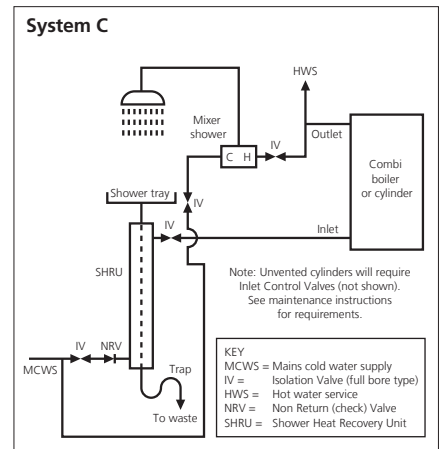 System C
HWS
Mixer
shower
IV
Outlet
C H
Combi
boiler
or cylinder
Shower tray
IV
IV
Inlet
SHRU
Note: Unvented cylinders will require
Inlet Control Valves (not shown).
See maintenance instructions
for requirements.
IV
NRV
MCWS
Trap
To waste
KEY
MCWS = Mains cold water supply
IV = Isolation Valve (full bore type)
HWS = Hot water service
NRV = Non Return (check) Valve
SHRU = Shower Heat Recovery Unit